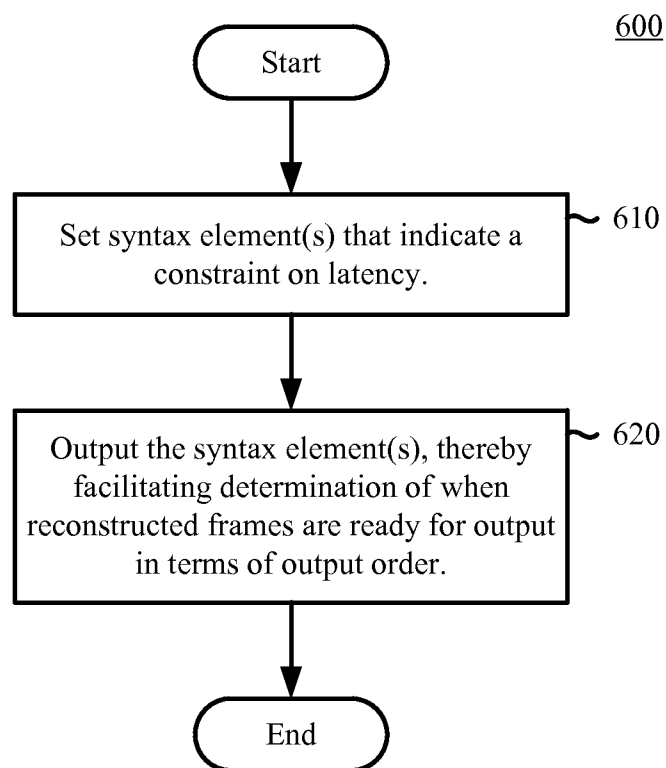 600
Start
Set syntax element(s) that indicate a
constraint on latency.
610
Output the syntax element(s), thereby
facilitating determination of when
reconstructed frames are ready for output
in terms of output order.
620
End